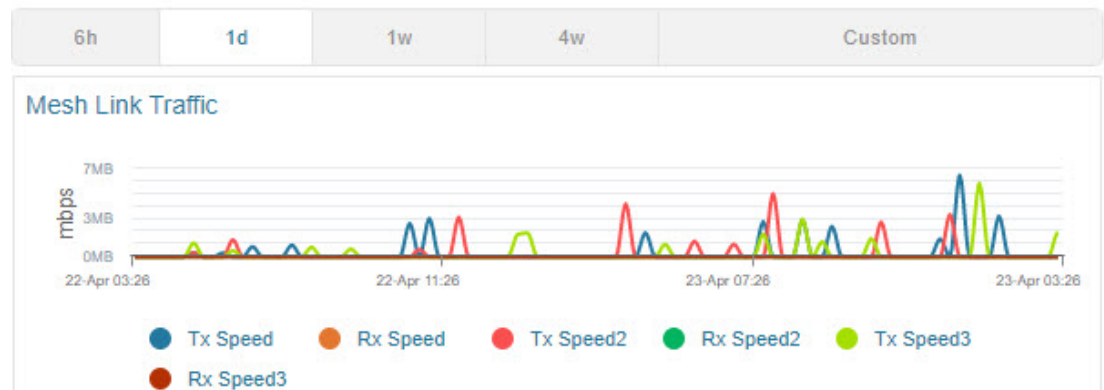 6h 1d 1w 4w Custom
Mesh Link Traffic
7MB
mbps
3MB
0MB
22-Apr 03:26 22-Apr 11:26 23-Apr 07:26 23-Apr 03:26
Tx Speed Rx Speed Tx Speed2 Rx Speed2 Tx Speed3
Rx Speed3